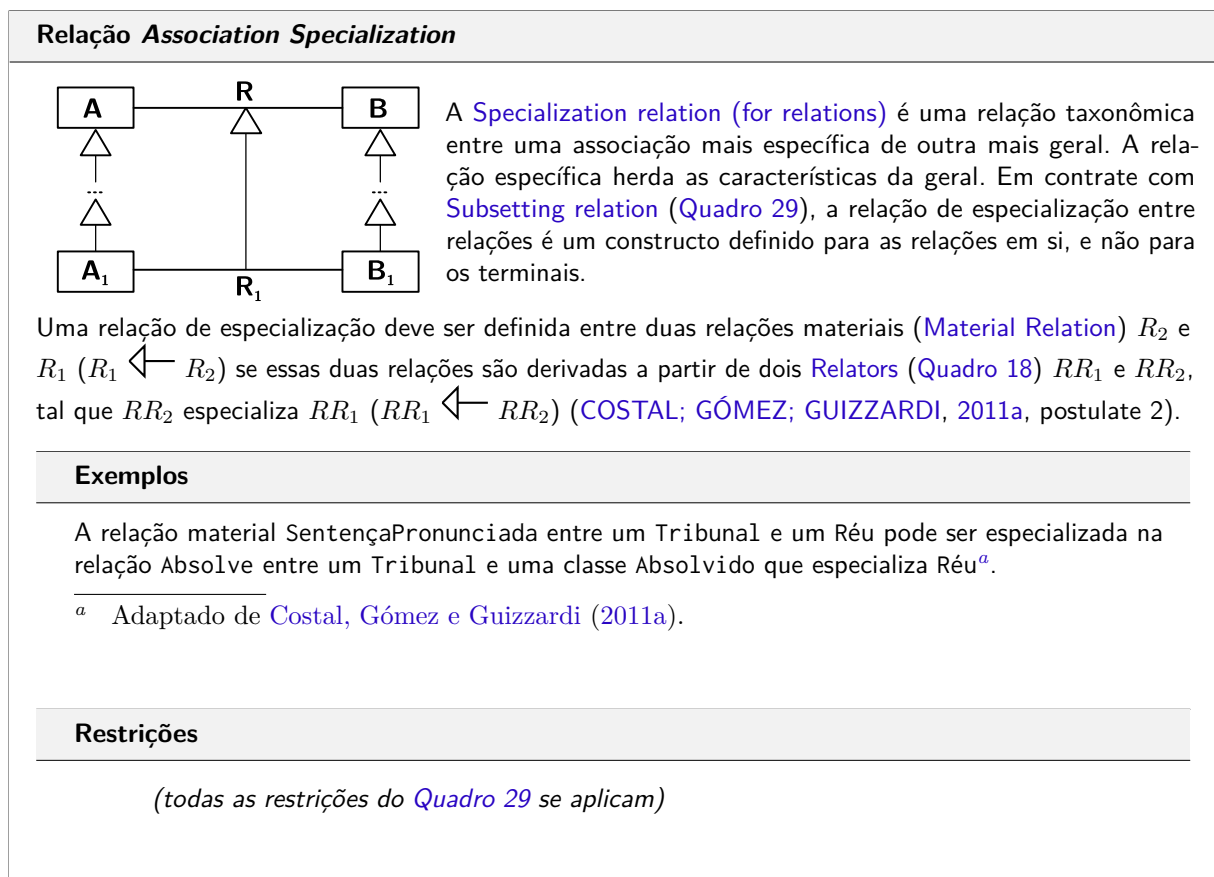 Relação Association Specialization
A R B
... ...
A₁ R₁ B₁
A Specialization relation (for relations) é uma relação taxonômica
entre uma associação mais específica de outra mais geral. A rela-
ção específica herda as características da geral. Em contrate com
Subsetting relation (Quadro 29), a relação de especialização entre
relações é um constructo definido para as relações em si, e não para
os terminais.
Uma relação de especialização deve ser definida entre duas relações materiais (Material Relation) R₂ e
R₁ (R₁ R₂) se essas duas relações são derivadas a partir de dois Relators (Quadro 18) RR₁ e RR₂,
tal que RR₂ especializa RR₁ (RR₁ RR₂) (COSTAL; GÓMEZ; GUIZZARDI, 2011a, postulate 2).
Exemplos
A relação material SentençaPronunciada entre um Tribunal e um Réu pode ser especializada na
relação Absolve entre um Tribunal e uma classe Absolvido que especializa Réuᵃ.
ᵃ Adaptado de Costal, Gómez e Guizzardi (2011a).
Restrições
(todas as restrições do Quadro 29 se aplicam)